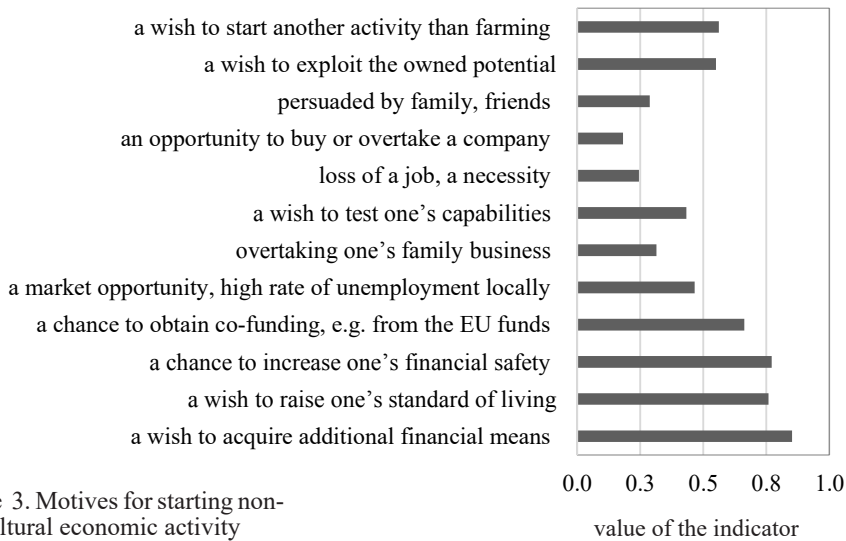 a wish to start another activity than farming
a wish to exploit the owned potential
persuaded by family, friends
an opportunity to buy or overtake a company
loss of a job, a necessity
a wish to test one’s capabilities
overtaking one’s family business
a market opportunity, high rate of unemployment locally
a chance to obtain co-funding, e.g. from the EU funds
a chance to increase one’s financial safety
a wish to raise one’s standard of living
a wish to acquire additional financial means
0.0 0.3 0.5 0.8 1.0
value of the indicator
3. Motives for starting non-
economic activity